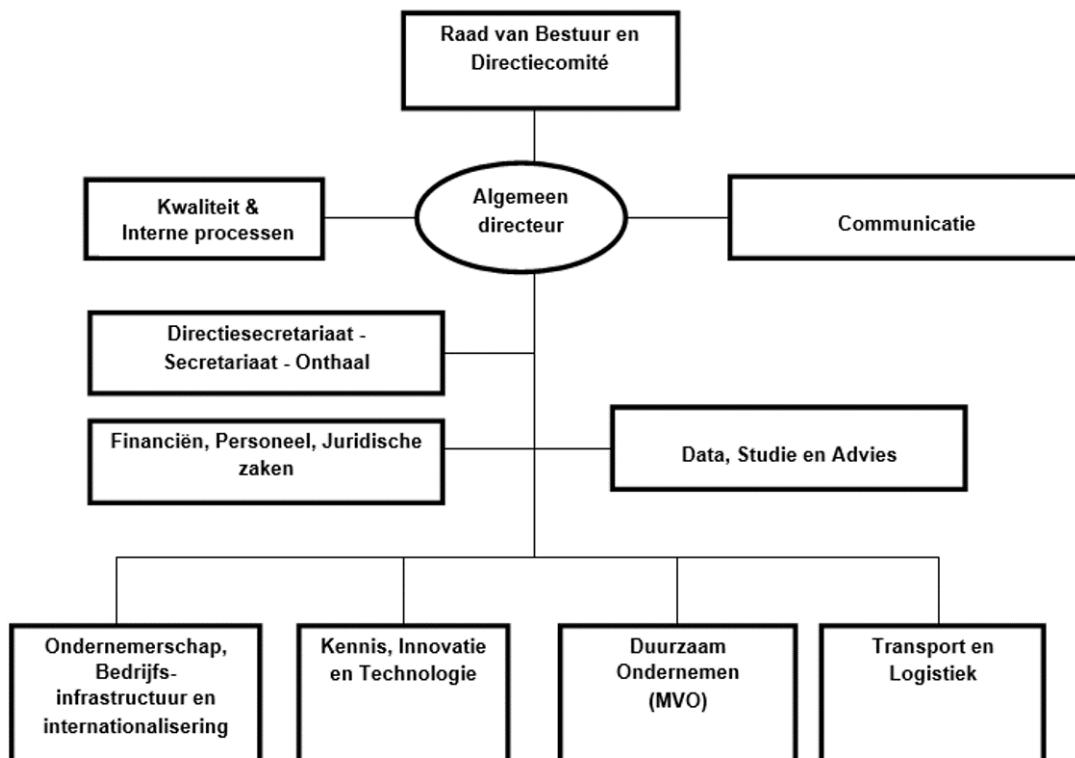 Raad van Bestuur en
Directiecomité
Kwaliteit &
Interne processen
Algemeen
directeur
Communicatie
Directiesecretariaat -
Secretariaat - Onthaal
Financiën, Personeel, Juridische
zaken
Data, Studie en Advies
Ondernemerschap,
Bedrijfs-
infrastructuur en
internationalisering
Kennis, Innovatie
en Technologie
Duurzaam
Ondernemen
(MVO)
Transport en
Logistiek